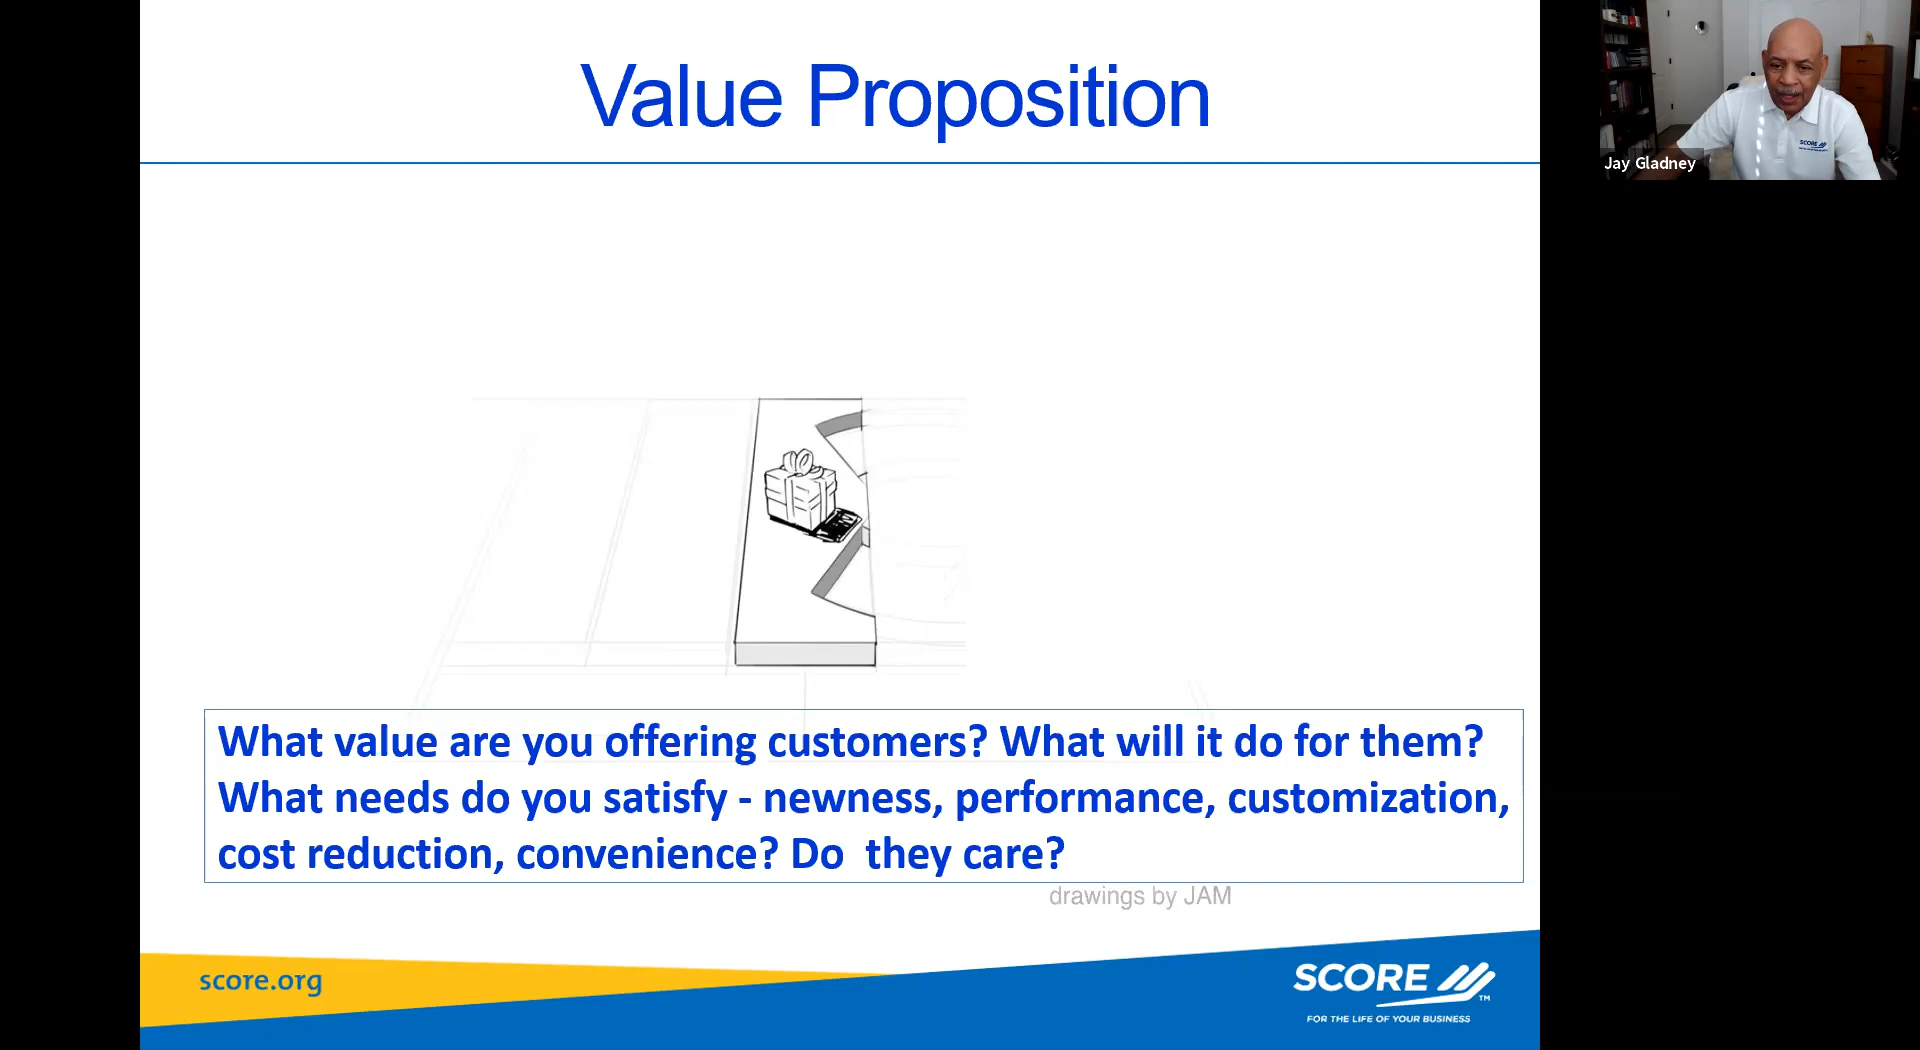 Value Proposition
Jay Gladney
SCORE
What value are you offering customers? What will it do for them?
What needs do you satisfy - newness, performance, customization,
cost reduction, convenience? Do  they care?
drawings by JAM
score.org
SCORE
TM
FOR THE LIFE OF YOUR BUSINESS